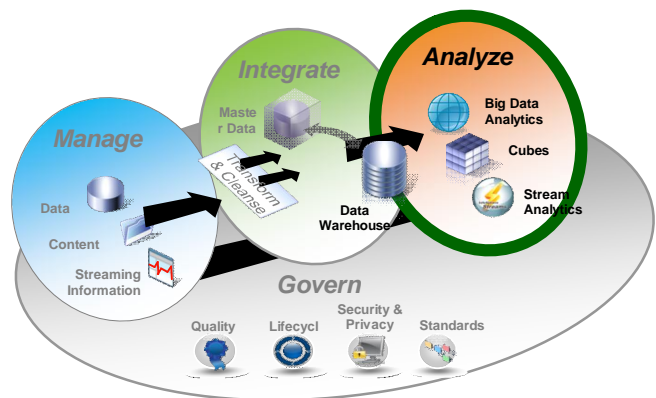 Manage
Data
Content
Streaming
Information
Integrate
Maste
r Data
Transform
& Cleanse
Data
Warehouse
Analyze
Big Data
Analytics
Cubes
Stream
Analytics
Govern
Quality
Lifecycl
Security &
Privacy
Standards